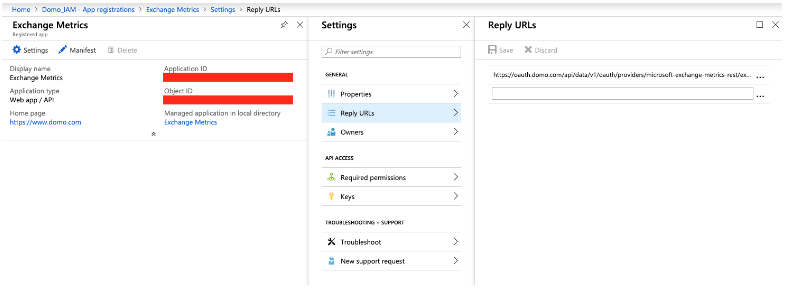 Home > Domo_JAM - App registrations > Exchange Metrics > Settings > Reply URLs
Exchange Metrics
Registered app
Settings
Manifest
Delete
Display name
Exchange Metrics
Application ID
Application type
Web app / API
Object ID
Home page
https://www.domo.com
Managed application in local directory
Exchange Metrics
Settings
Filter settings
GENERAL
Properties
Reply URLs
Owners
API ACCESS
Required permissions
Keys
TROUBLESHOOTING + SUPPORT
Troubleshoot
New support request
Reply URLs
Save
Discard
https://oauth.domo.com/api/data/v1/oauth/providers/microsoft-exchange-metrics-rest/ex...